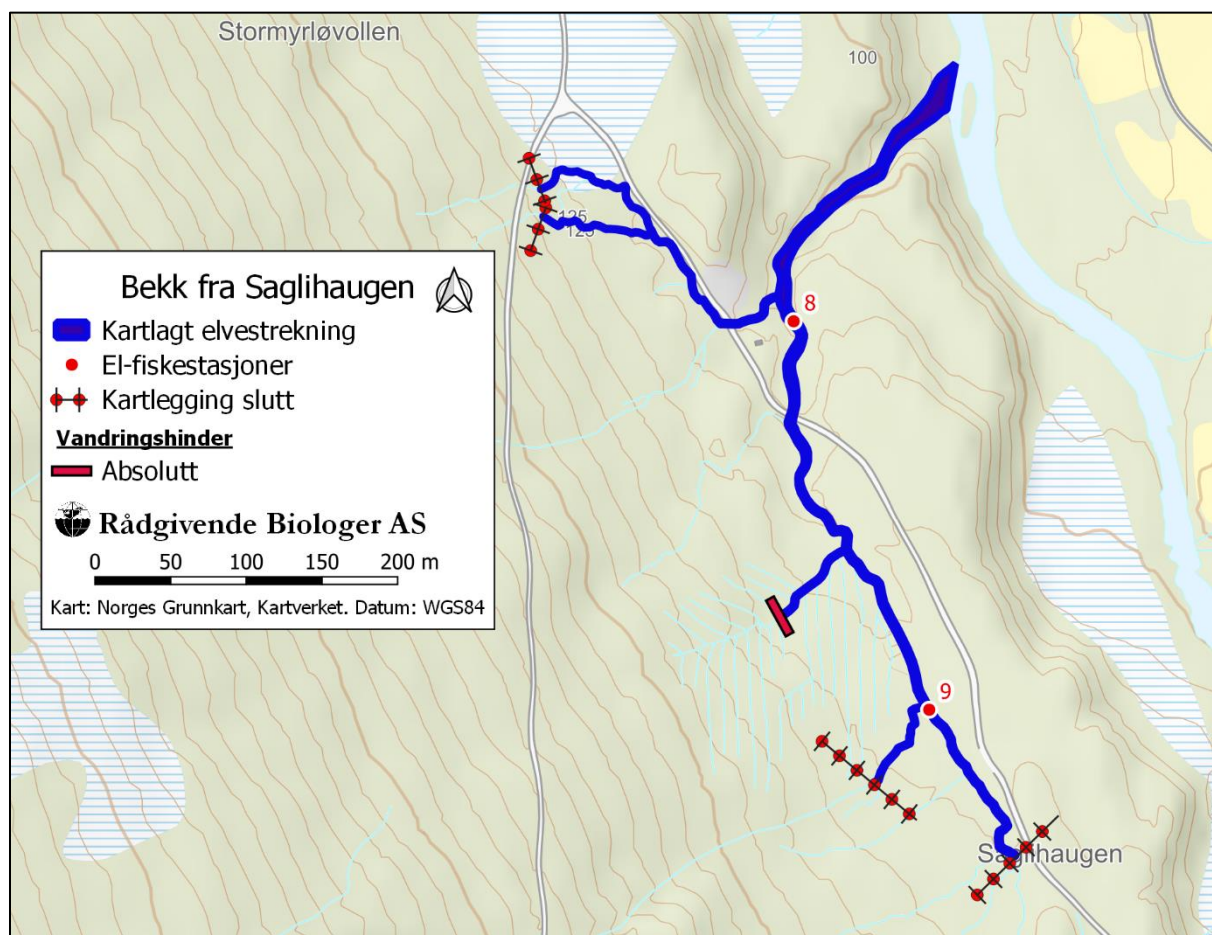 Stormyrløvollen
100
125
125
8
Bekk fra Saglihaugen
Kartlagt elvestrekning
El-fiskestasjoner
Kartlegging slutt
Vandringshinder
Absolutt
Rådgivende Biologer AS
0 50 100 150 200 m
Kart: Norges Grunnkart, Kartverket. Datum: WGS84
9
Saglihaugen